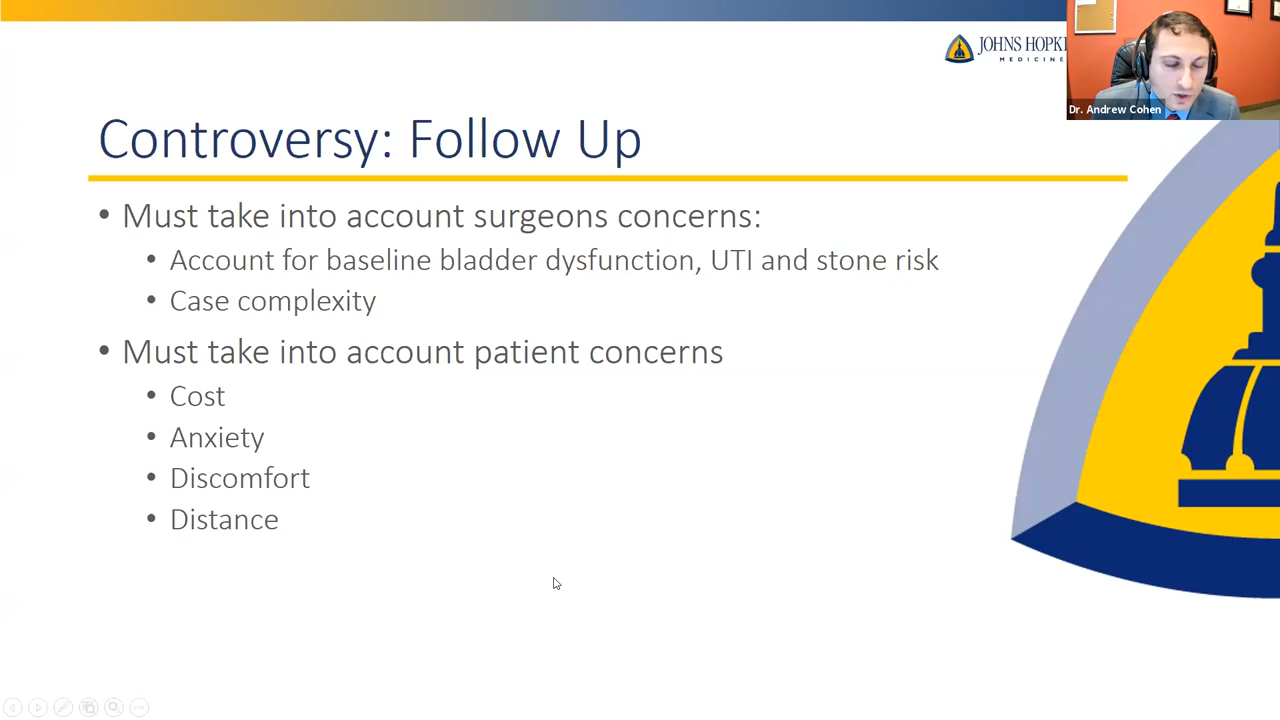 JOHNS HOPK
MEDICINE
Dr. Andrew Cohen
Controversy: Follow Up
• Must take into account surgeons concerns:
• Account for baseline bladder dysfunction, UTI and stone risk
• Case complexity
• Must take into account patient concerns
• Cost
• Anxiety
• Discomfort
• Distance